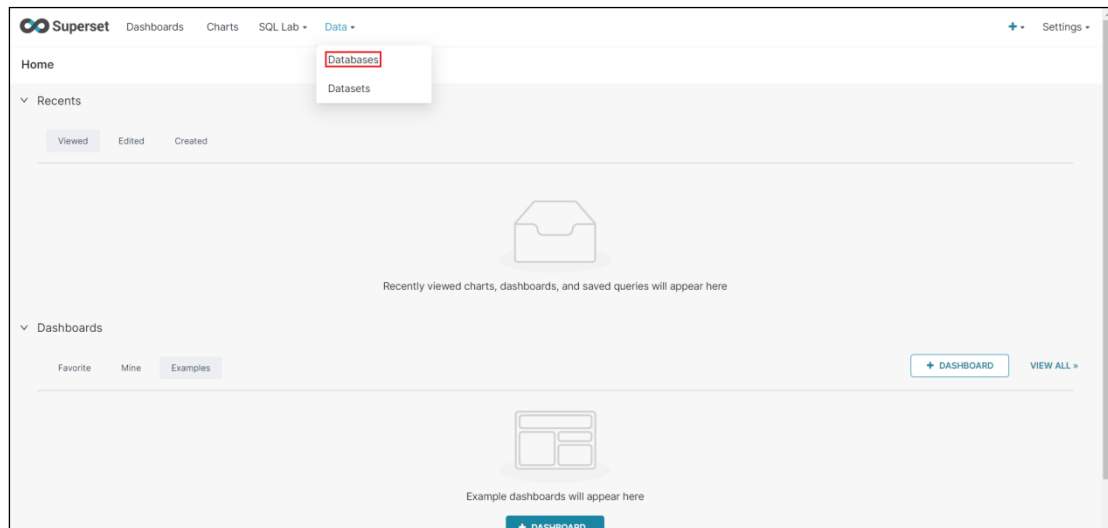 Superset Dashboards Charts SQL Lab Data + Settings
Home
Databases
Datasets
Recents
Viewed Edited Created
Recently viewed charts, dashboards, and saved queries will appear here
Dashboards
Favorite Mine Examples + DASHBOARD VIEW ALL »
Example dashboards will appear here
+ DASHBOARD